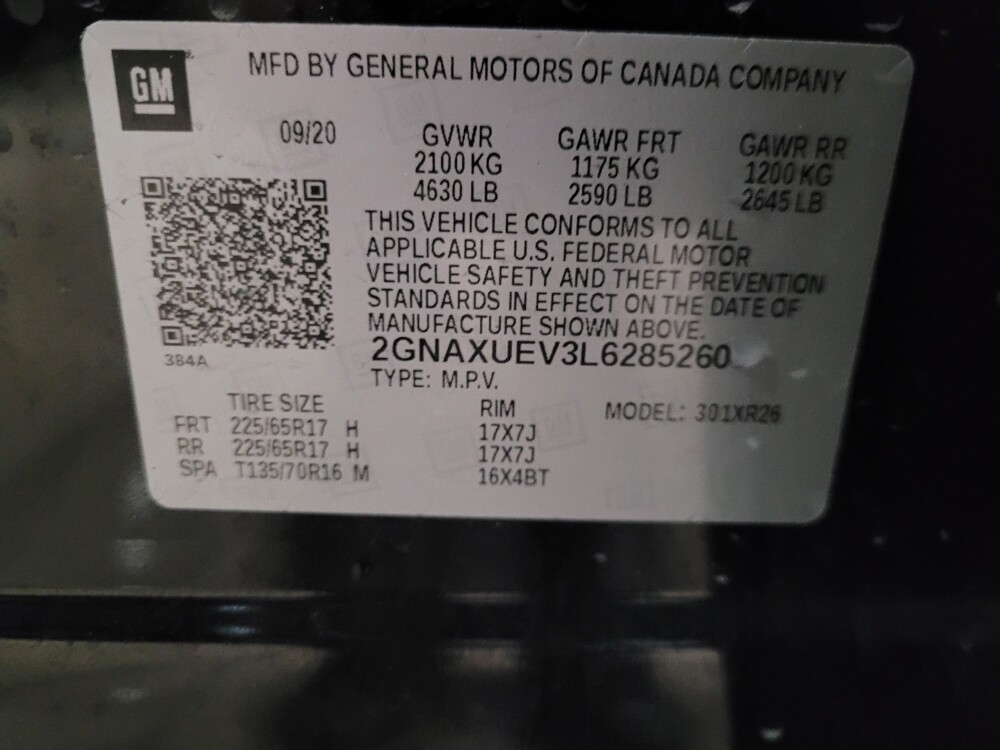 GM
MFD BY GENERAL MOTORS OF CANADA COMPANY
09/20 GVWR GAWR FRT GAWR RR
2100 KG 1175 KG 1200 KG
4630 LB 2590 LB 2645 LB
THIS VEHICLE CONFORMS TO ALL
APPLICABLE U.S. FEDERAL MOTOR
VEHICLE SAFETY AND THEFT PREVENTION
STANDARDS IN EFFECT ON THE DATE OF
MANUFACTURE SHOWN ABOVE.
2GNAXUEV3L6285260
384A
TYPE: M.P.V.
TIRE SIZE RIM MODEL: 301XR26
FRT 225/65R17 H 17X7J
RR 225/65R17 H 17X7J
SPA T135/70R16 M 16X4BT